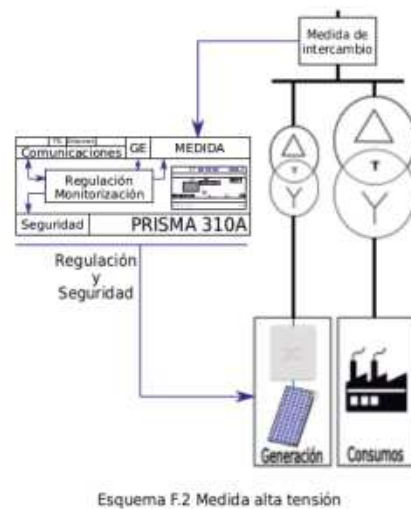 Medida de
intercambio
Comunicaciones
GE
MEDIDA
Regulación
Monitorización
Seguridad
PRISMA 310A
Regulación
y
Seguridad
Generación
Consumos
Esquema F.2 Medida alta tensión